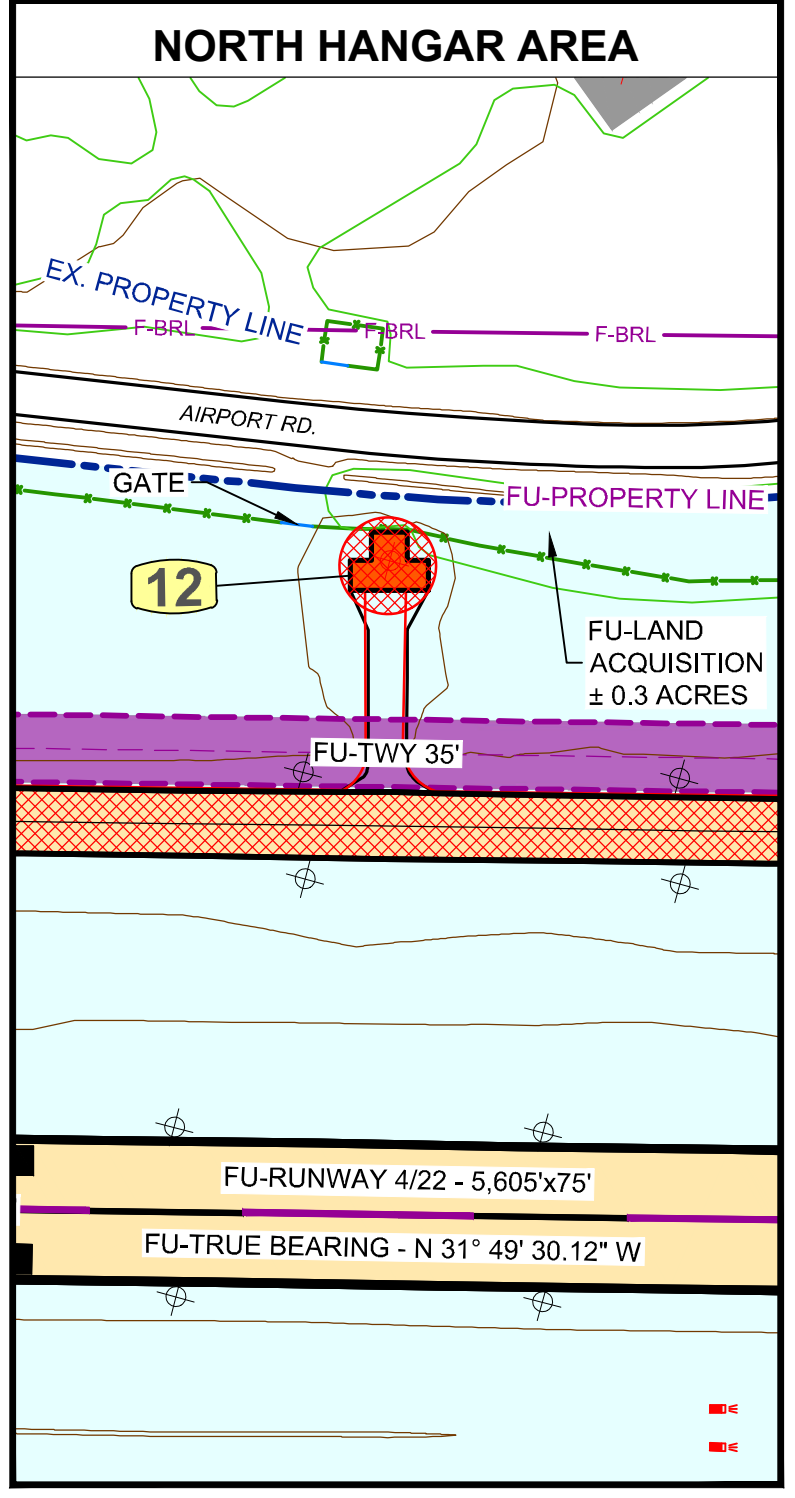 NORTH HANGAR AREA
EX. PROPERTY LINE
F-BRL
F-BRL
F-BRL
AIRPORT RD.
GATE
FU-PROPERTY LINE
12
FU-LAND
ACQUISITION
± 0.3 ACRES
FU-TWY 35'
FU-RUNWAY 4/22 - 5,605'x75'
FU-TRUE BEARING - N 31° 49' 30.12" W